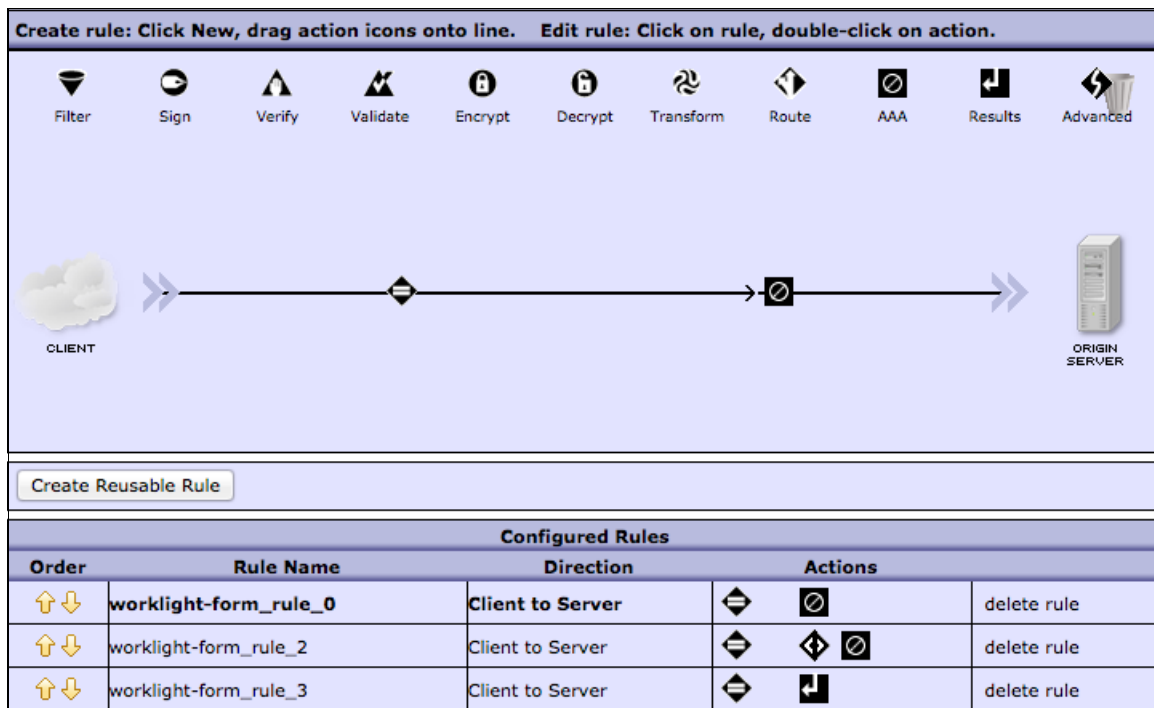 Create rule: Click New, drag action icons onto line. Edit rule: Click on rule, double-click on action.
Filter Sign Verify Validate Encrypt Decrypt Transform Route AAA Results Advanced
CLIENT
ORIGIN
SERVER
Create Reusable Rule
Configured Rules
Order Rule Name Direction Actions
worklight-form_rule_0 Client to Server delete rule
worklight-form_rule_2 Client to Server delete rule
worklight-form_rule_3 Client to Server delete rule